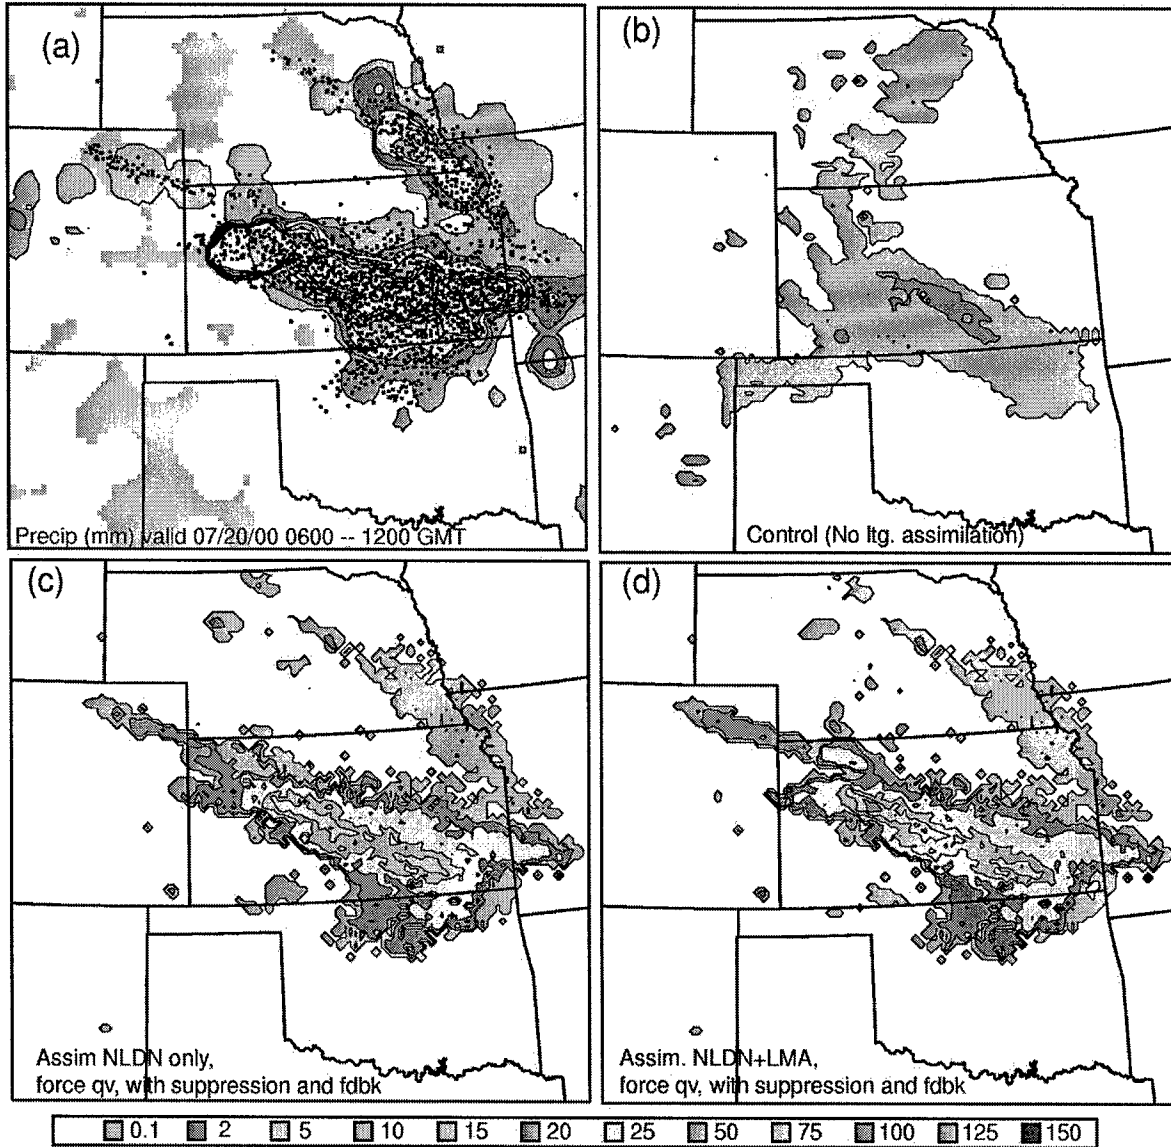 (a)
Precip (mm) valid 07/20/00 0600 -- 1200 GMT
(b)
Control (No ltg. assimilation)
(c)
Assim NLDN only,
force qv, with suppression and fdbk
(d)
Assim. NLDN+LMA,
force qv, with suppression and fdbk
0.1 2 5 10 15 20 25 50 75 100 125 150